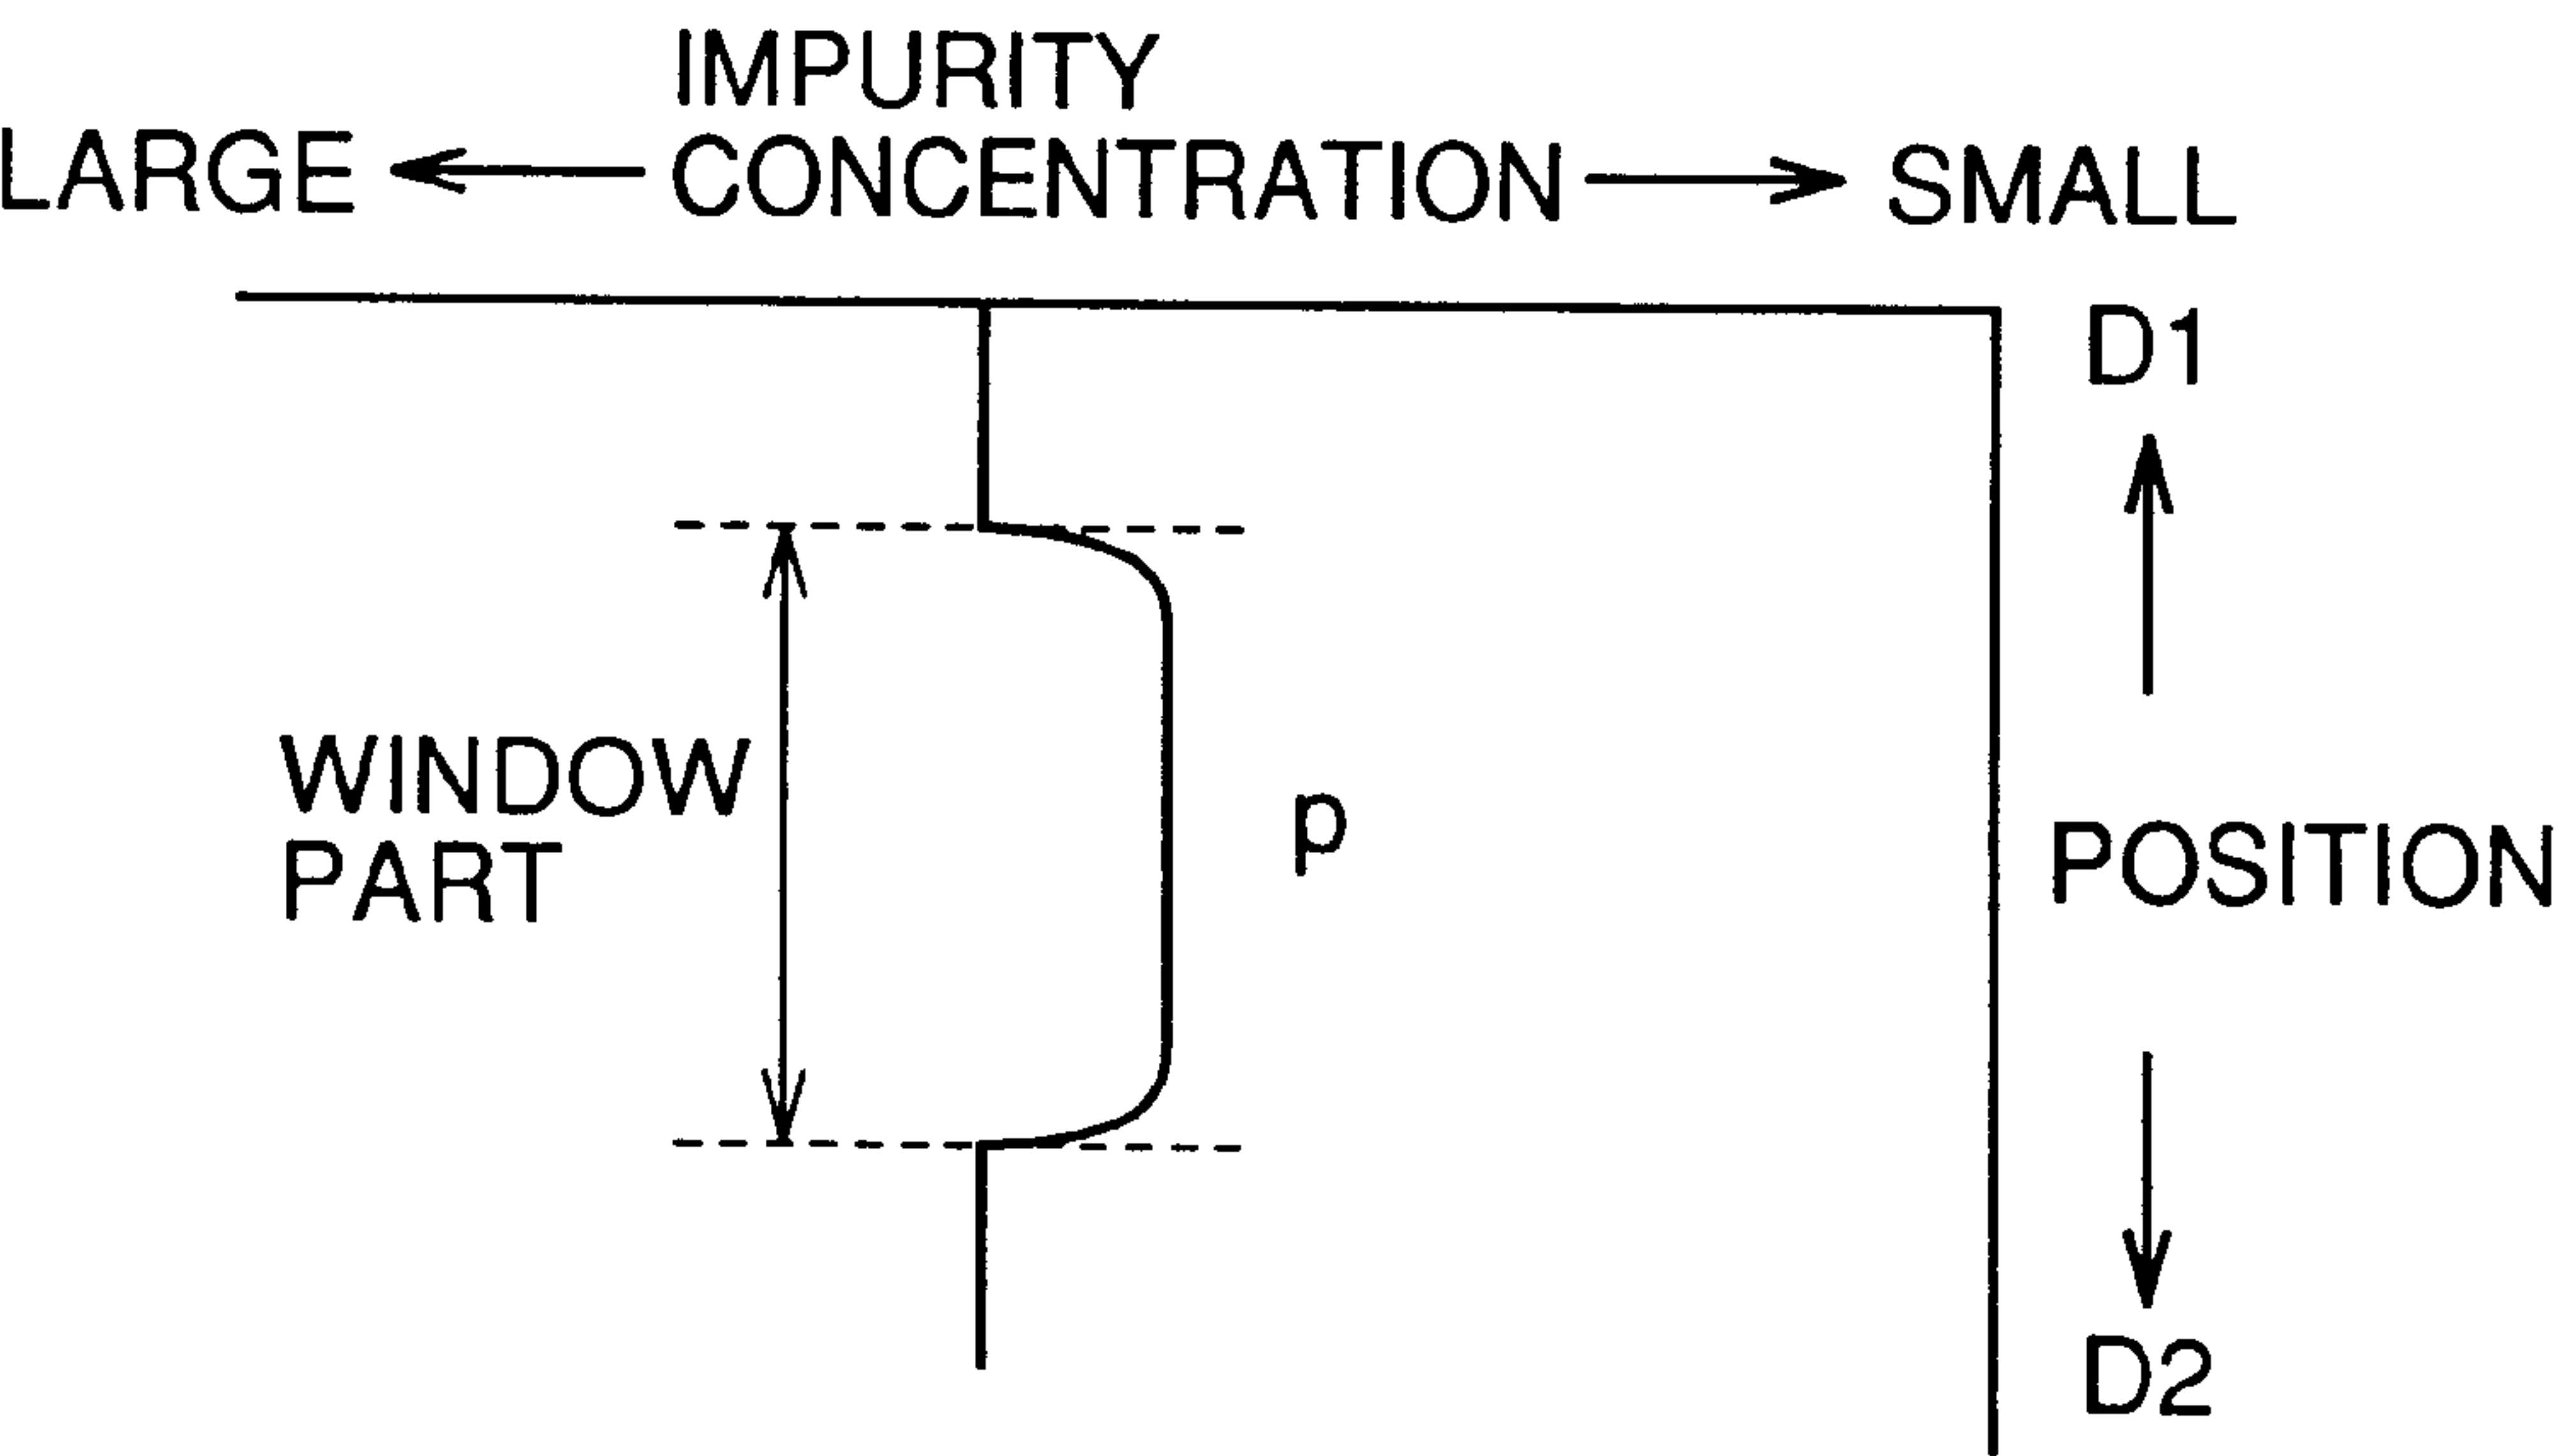 IMPURITY
LARGE CONCENTRATION SMALL
D1
WINDOW
PART
p
POSITION
D2